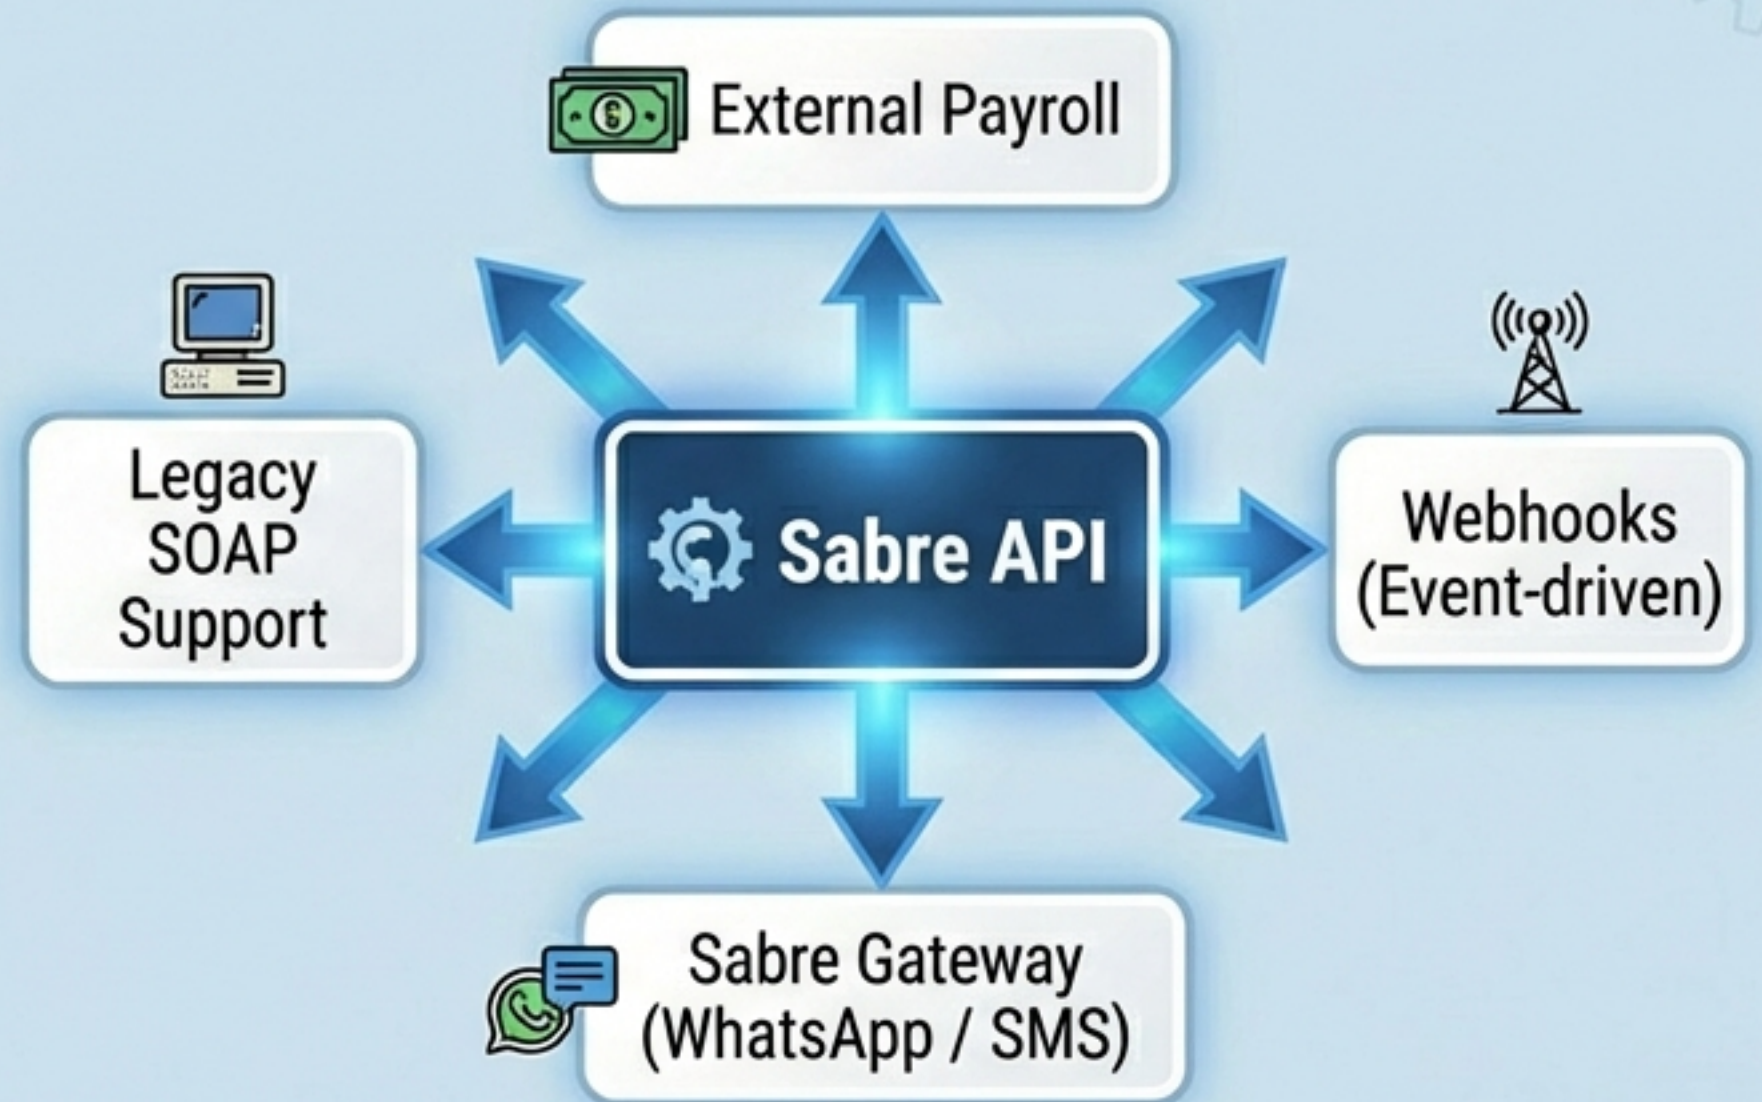 External Payroll
Legacy
SOAP
Support
Sabre API
Webhooks
(Event-driven)
Sabre Gateway
(WhatsApp / SMS)